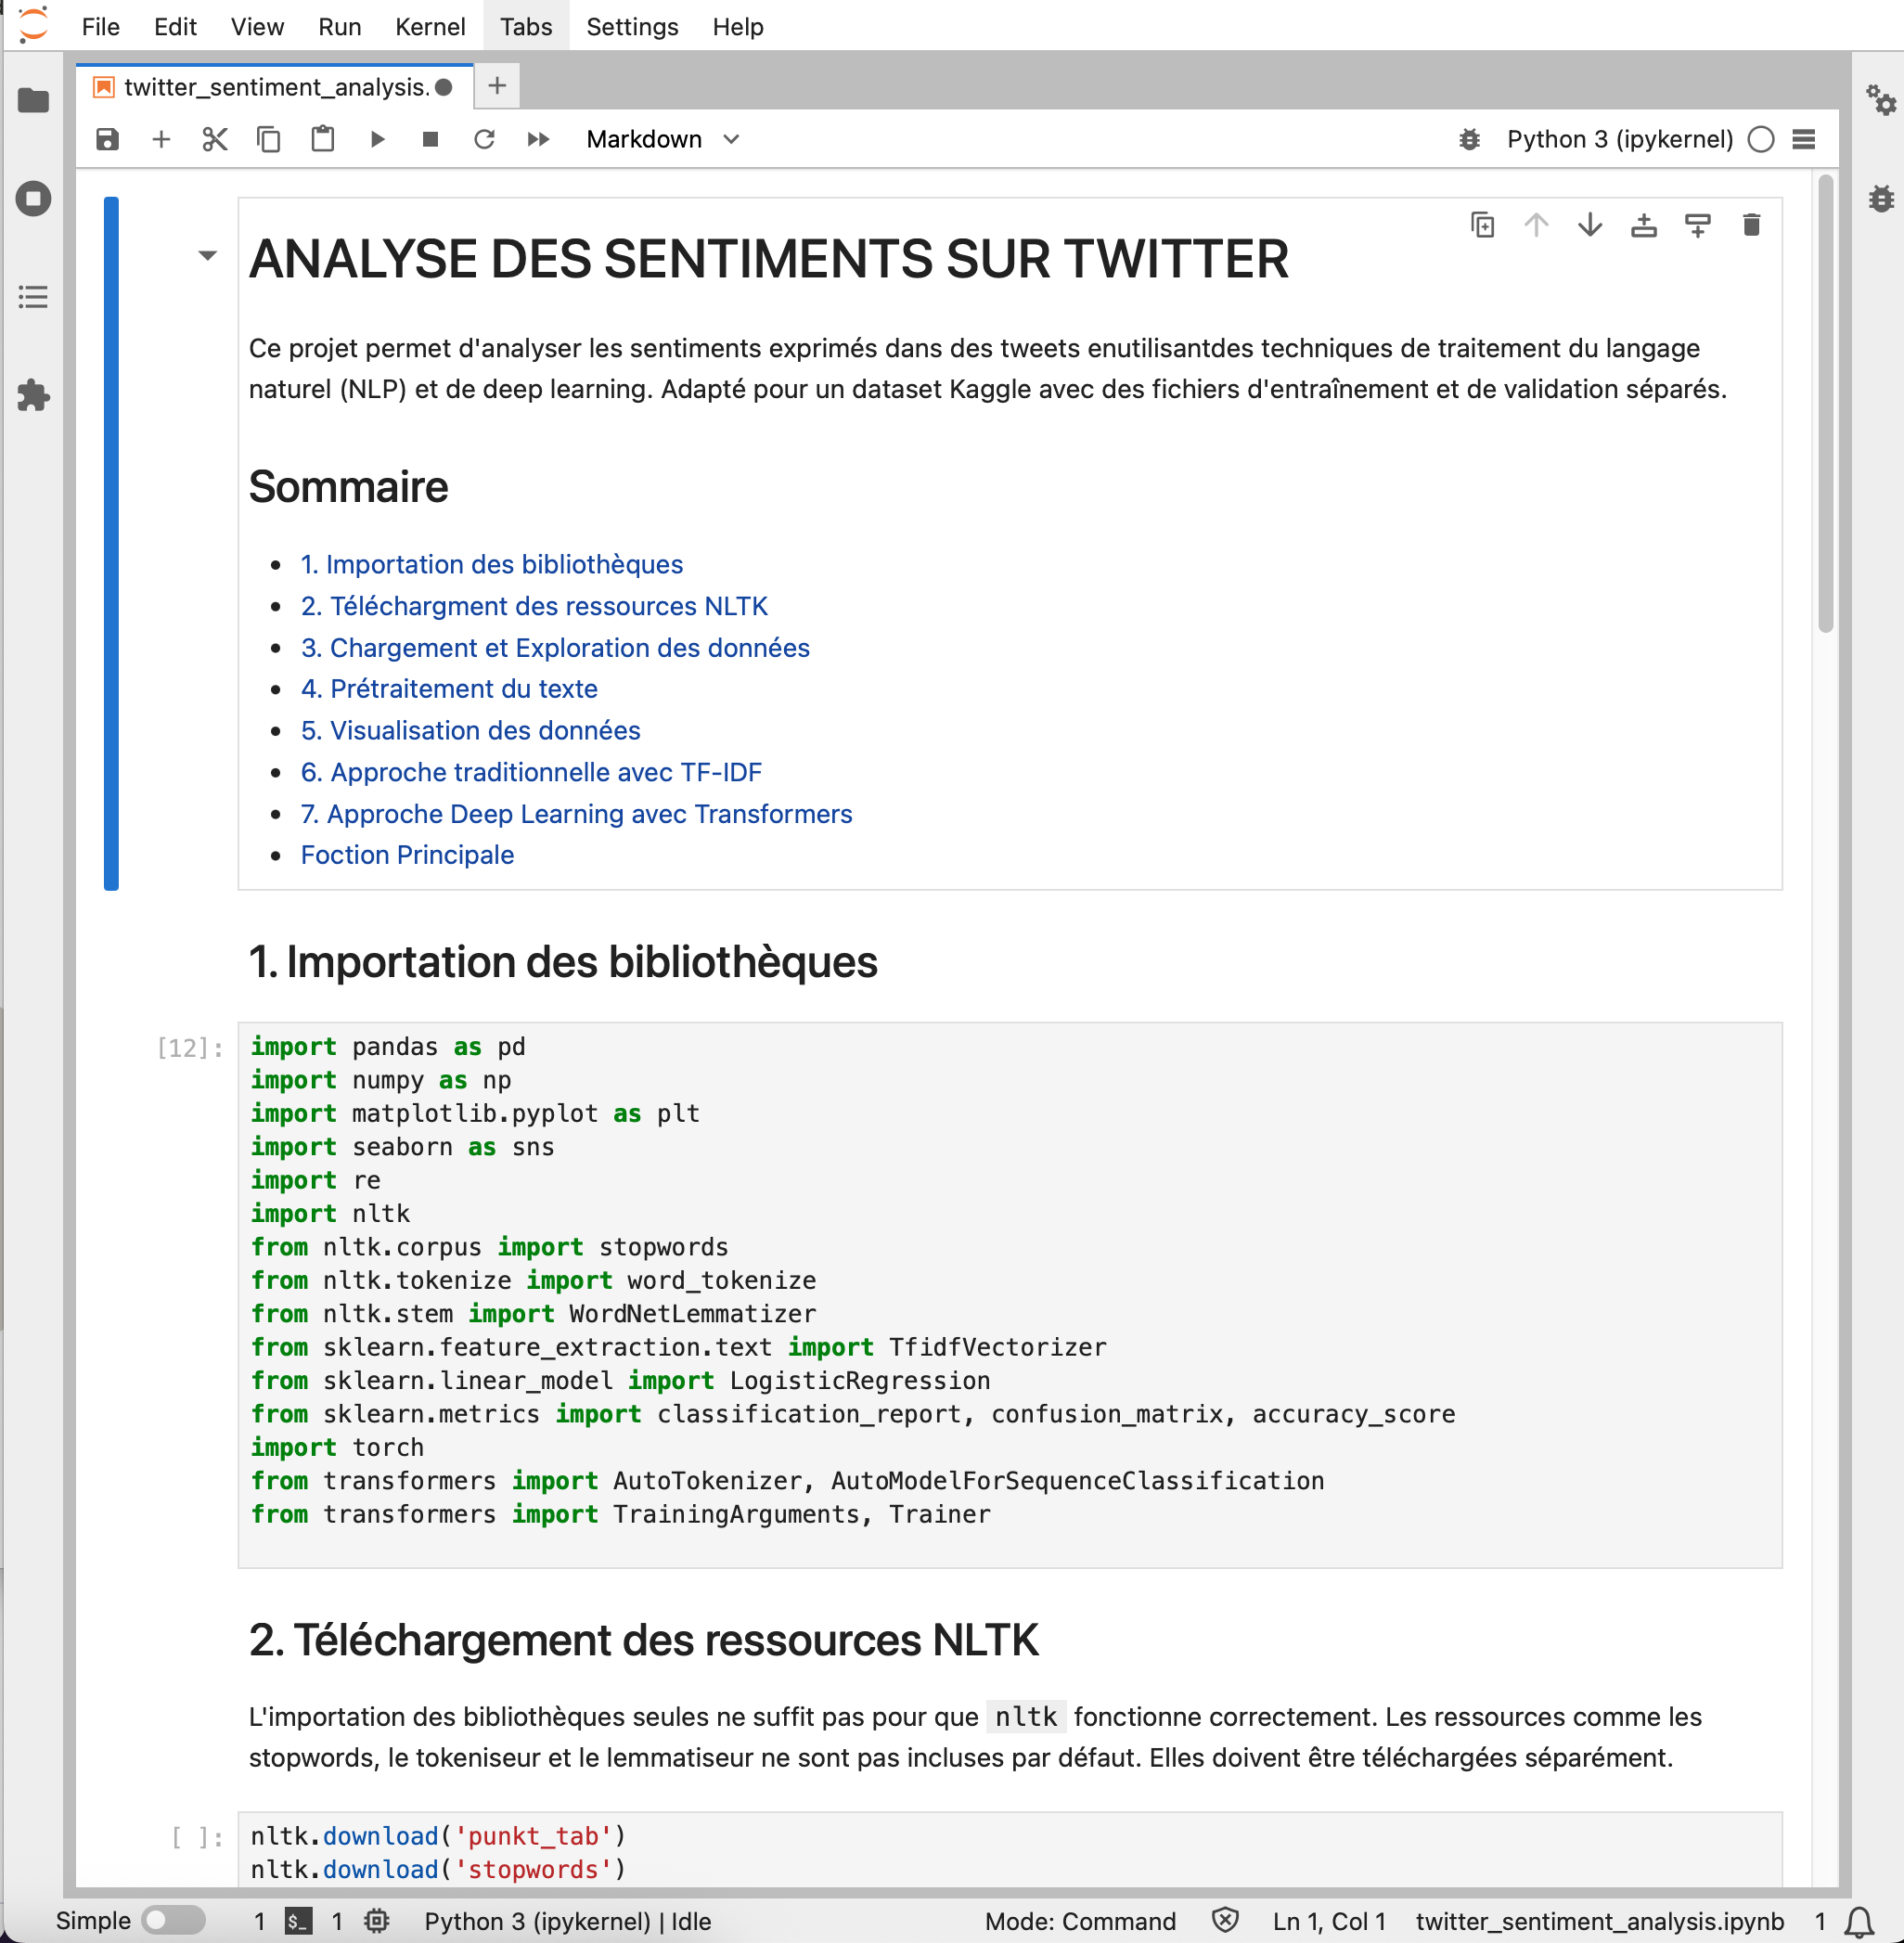 File Edit View Run Kernel Tabs Settings Help
twitter_sentiment_analysis.
Markdown
Python 3 (ipykernel)
ANALYSE DES SENTIMENTS SUR TWITTER
Ce projet permet d'analyser les sentiments exprimés dans des tweets enutilisantdes techniques de traitement du langage
naturel (NLP) et de deep learning. Adapté pour un dataset Kaggle avec des fichiers d'entraînement et de validation séparés.
Sommaire
• 1. Importation des bibliothèques
• 2. Téléchargment des ressources NLTK
• 3. Chargement et Exploration des données
• 4. Prétraitement du texte
• 5. Visualisation des données
• 6. Approche traditionnelle avec TF-IDF
• 7. Approche Deep Learning avec Transformers
• Foction Principale
1. Importation des bibliothèques
[12]:
import pandas as pd
import numpy as np
import matplotlib.pyplot as plt
import seaborn as sns
import re
import nltk
from nltk.corpus import stopwords
from nltk.tokenize import word_tokenize
from nltk.stem import WordNetLemmatizer
from sklearn.feature_extraction.text import TfidfVectorizer
from sklearn.linear_model import LogisticRegression
from sklearn.metrics import classification_report, confusion_matrix, accuracy_score
import torch
from transformers import AutoTokenizer, AutoModelForSequenceClassification
from transformers import TrainingArguments, Trainer
2. Téléchargement des ressources NLTK
L'importation des bibliothèques seules ne suffit pas pour que nltk fonctionne correctement. Les ressources comme les
stopwords, le tokeniseur et le lemmatiseur ne sont pas incluses par défaut. Elles doivent être téléchargées séparément.
[ ]:
nltk.download('punkt_tab')
nltk.download('stopwords')
Simple 1 $_ 1 Python 3 (ipykernel) | Idle Mode: Command Ln 1, Col 1 twitter_sentiment_analysis.ipynb 1